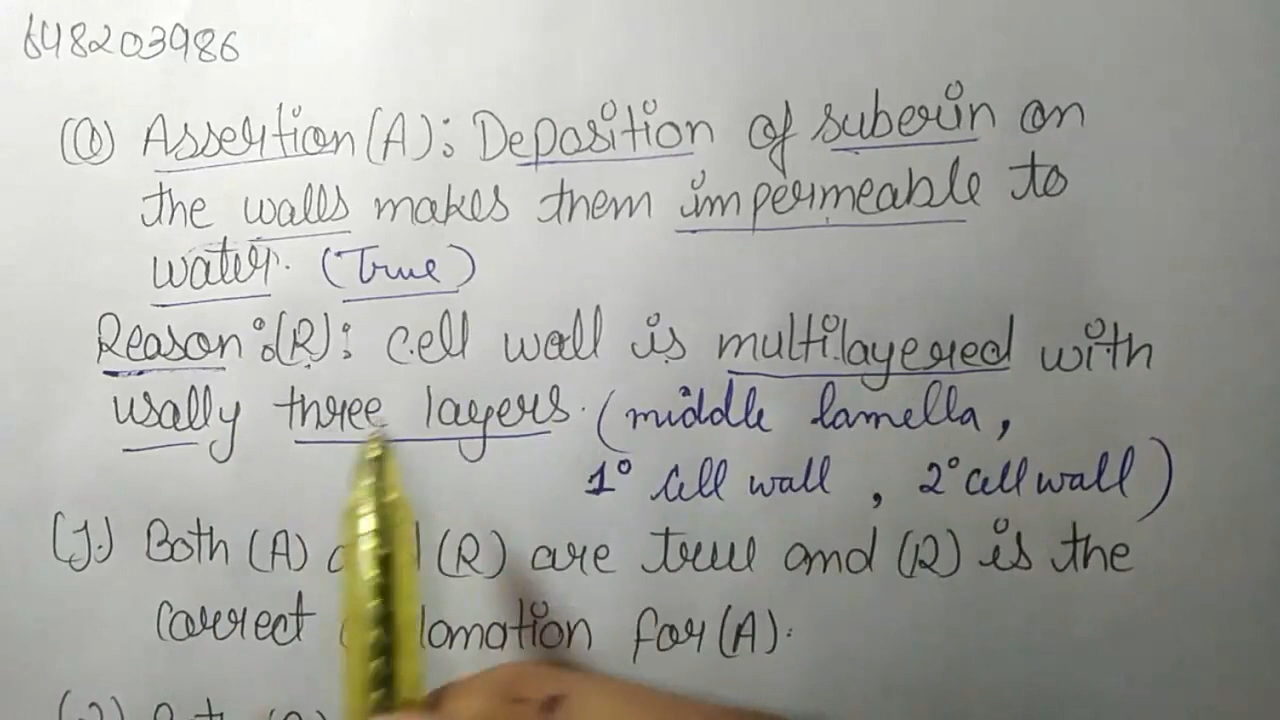 648203986
(Q) Assertion (A): Deposition of suberin on
the walls makes them impermeable to
water. (True)
Reason:(R): Cell wall is multilayered with
usally three layers. (middle lamella,
1° Cell wall, 2° Cell wall)
(1.) Both (A) (R) are true and (R) is the
correct for (A).
(2)